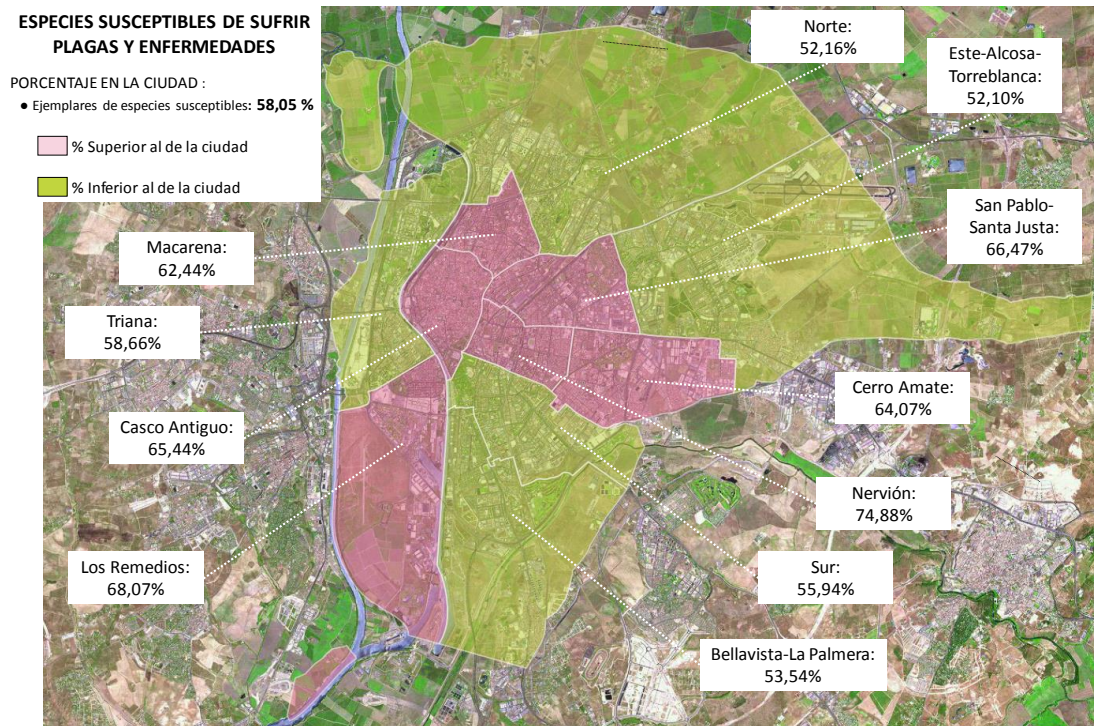 ESPECIES SUSCEPTIBLES DE SUFRIR
PLAGAS Y ENFERMEDADES
PORCENTAJE EN LA CIUDAD :
● Ejemplares de especies susceptibles: 58,05 %
% Superior al de la ciudad
% Inferior al de la ciudad
Norte:
52,16%
Este-Alcosa-
Torreblanca:
52,10%
San Pablo-
Santa Justa:
66,47%
Macarena:
62,44%
Triana:
58,66%
Casco Antiguo:
65,44%
Cerro Amate:
64,07%
Nervión:
74,88%
Los Remedios:
68,07%
Sur:
55,94%
Bellavista-La Palmera:
53,54%